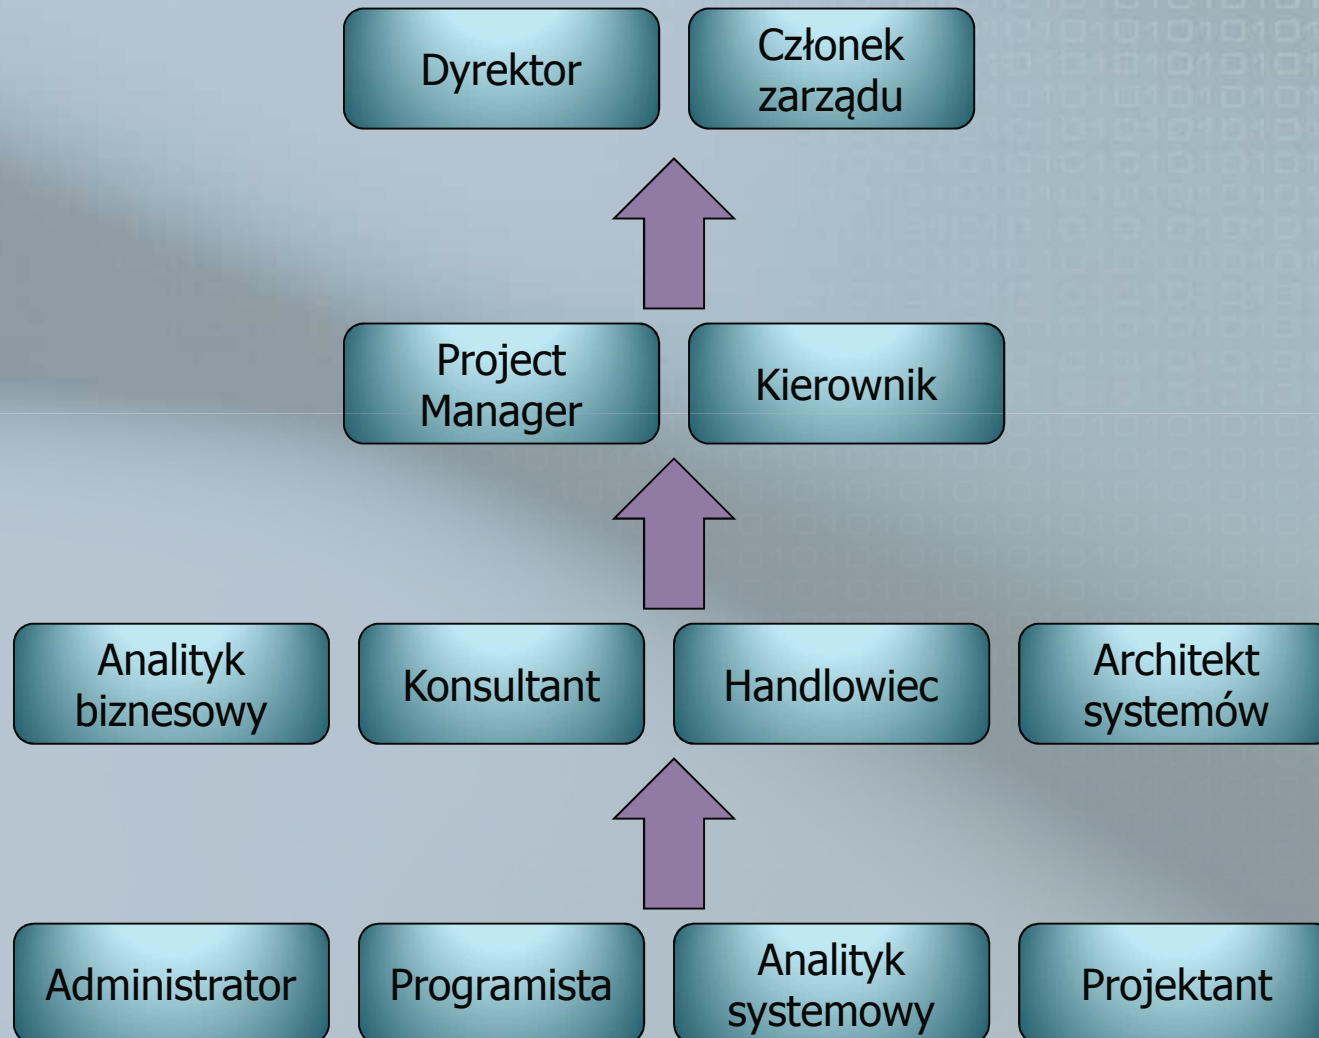 Dyrektor
Członek
zarządu
Project
Manager
Kierownik
Analityk
biznesowy
Konsultant
Handlowiec
Architekt
systemów
Administrator
Programista
Analityk
systemowy
Projektant